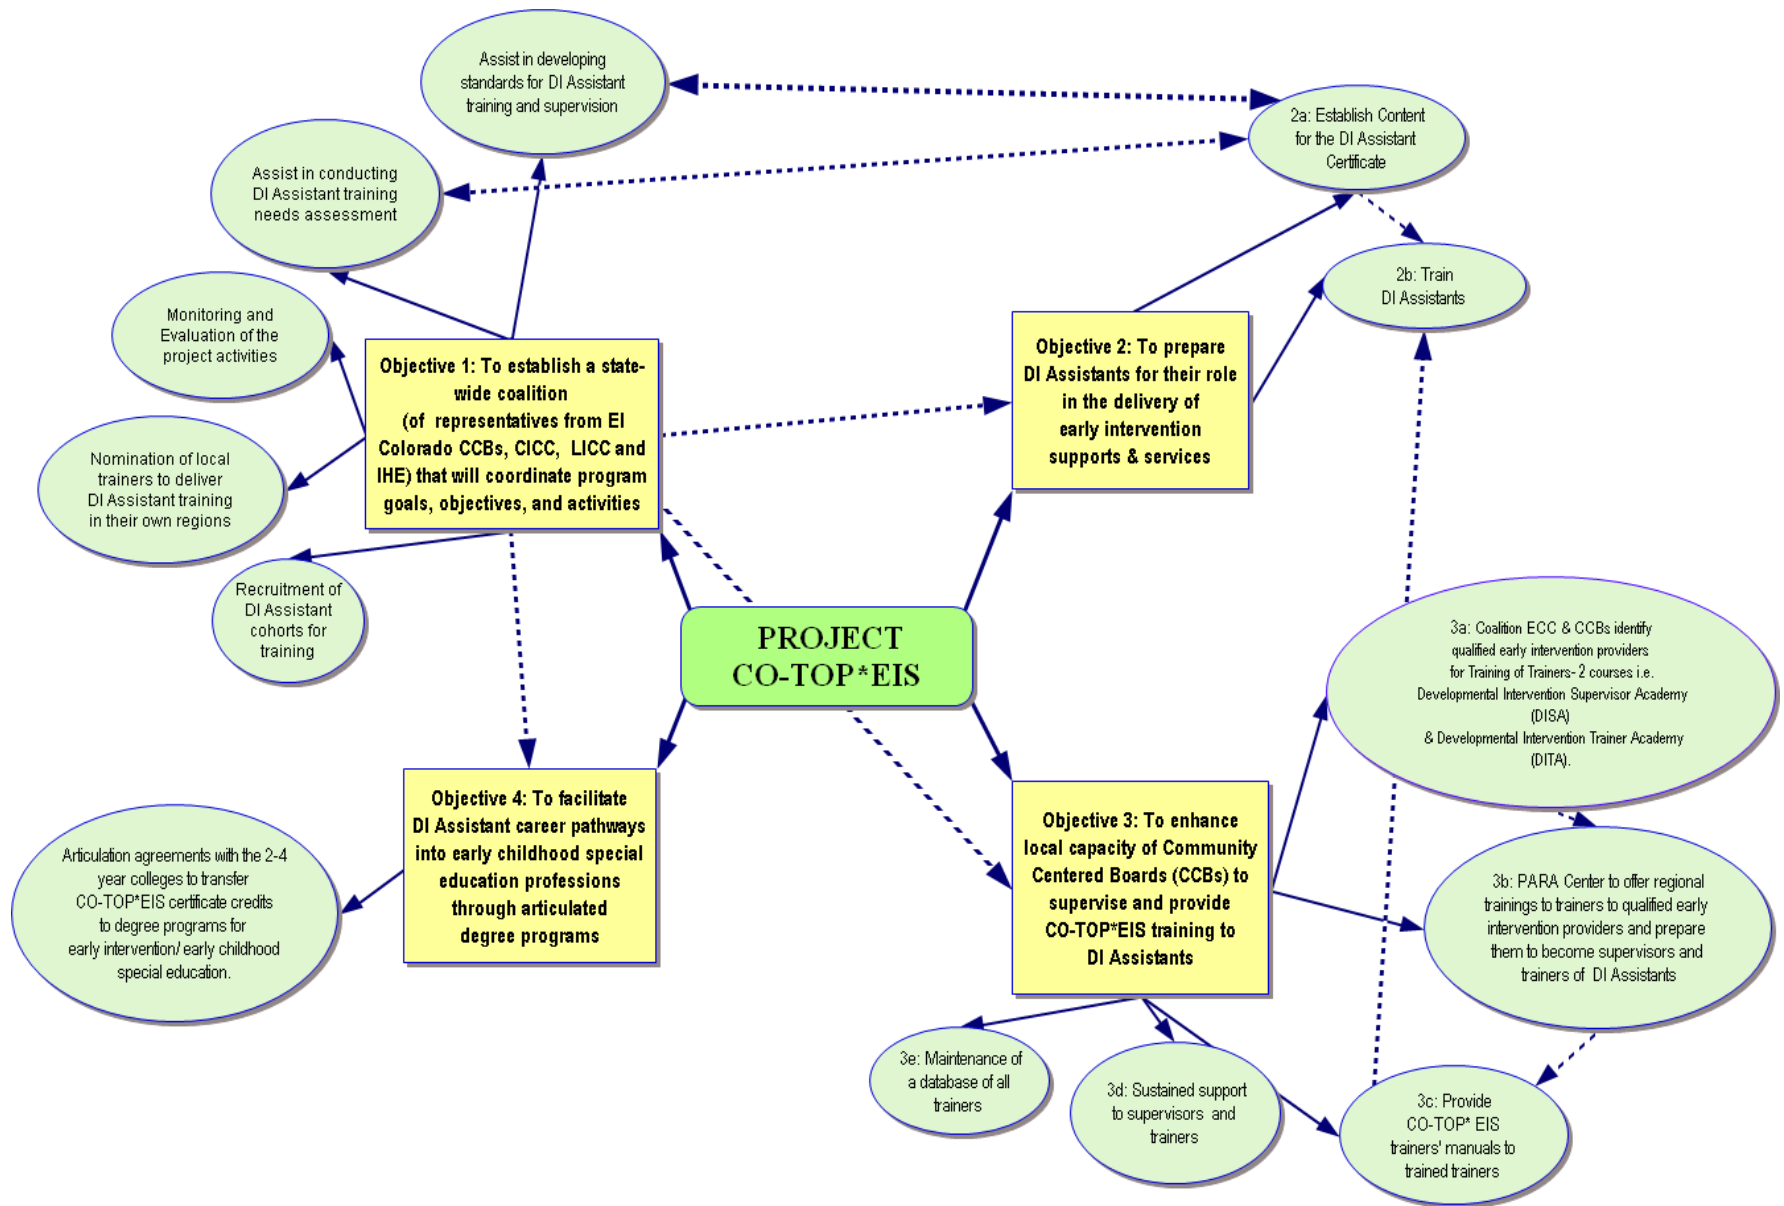 Assist in developing
standards for DI Assistant
training and supervision
2a: Establish Content
for the DI Assistant
Certificate
Assist in conducting
DI Assistant training
needs assessment
2b: Train
DI Assistants
Monitoring and
Evaluation of the
project activities
Objective 1: To establish a state-
wide coalition
(of representatives from EI
Colorado CCBs, CICC, LICC and
IHE) that will coordinate program
goals, objectives, and activities
Objective 2: To prepare
DI Assistants for their role
in the delivery of
early intervention
supports & services
Nomination of local
trainers to deliver
DI Assistant training
in their own regions
Recruitment of
DI Assistant
cohorts for
training
PROJECT
CO-TOP*EIS
3a: Coalition ECC & CCBs identify
qualified early intervention providers
for Training of Trainers- 2 courses i.e.
Developmental Intervention Supervisor Academy
(DISA)
& Developmental Intervention Trainer Academy
(DITA).
Objective 4: To facilitate
DI Assistant career pathways
into early childhood special
education professions
through articulated
degree programs
Objective 3: To enhance
local capacity of Community
Centered Boards (CCBs) to
supervise and provide
CO-TOP*EIS training to
DI Assistants
Articulation agreements with the 2-4
year colleges to transfer
CO-TOP*EIS certificate credits
to degree programs for
early intervention/ early childhood
special education.
3b: PARA Center to offer regional
trainings to trainers to qualified early
intervention providers and prepare
them to become supervisors and
trainers of DI Assistants
3e: Maintenance of
a database of all
trainers
3d: Sustained support
to supervisors and
trainers
3c: Provide
CO-TOP* EIS
trainers' manuals to
trained trainers